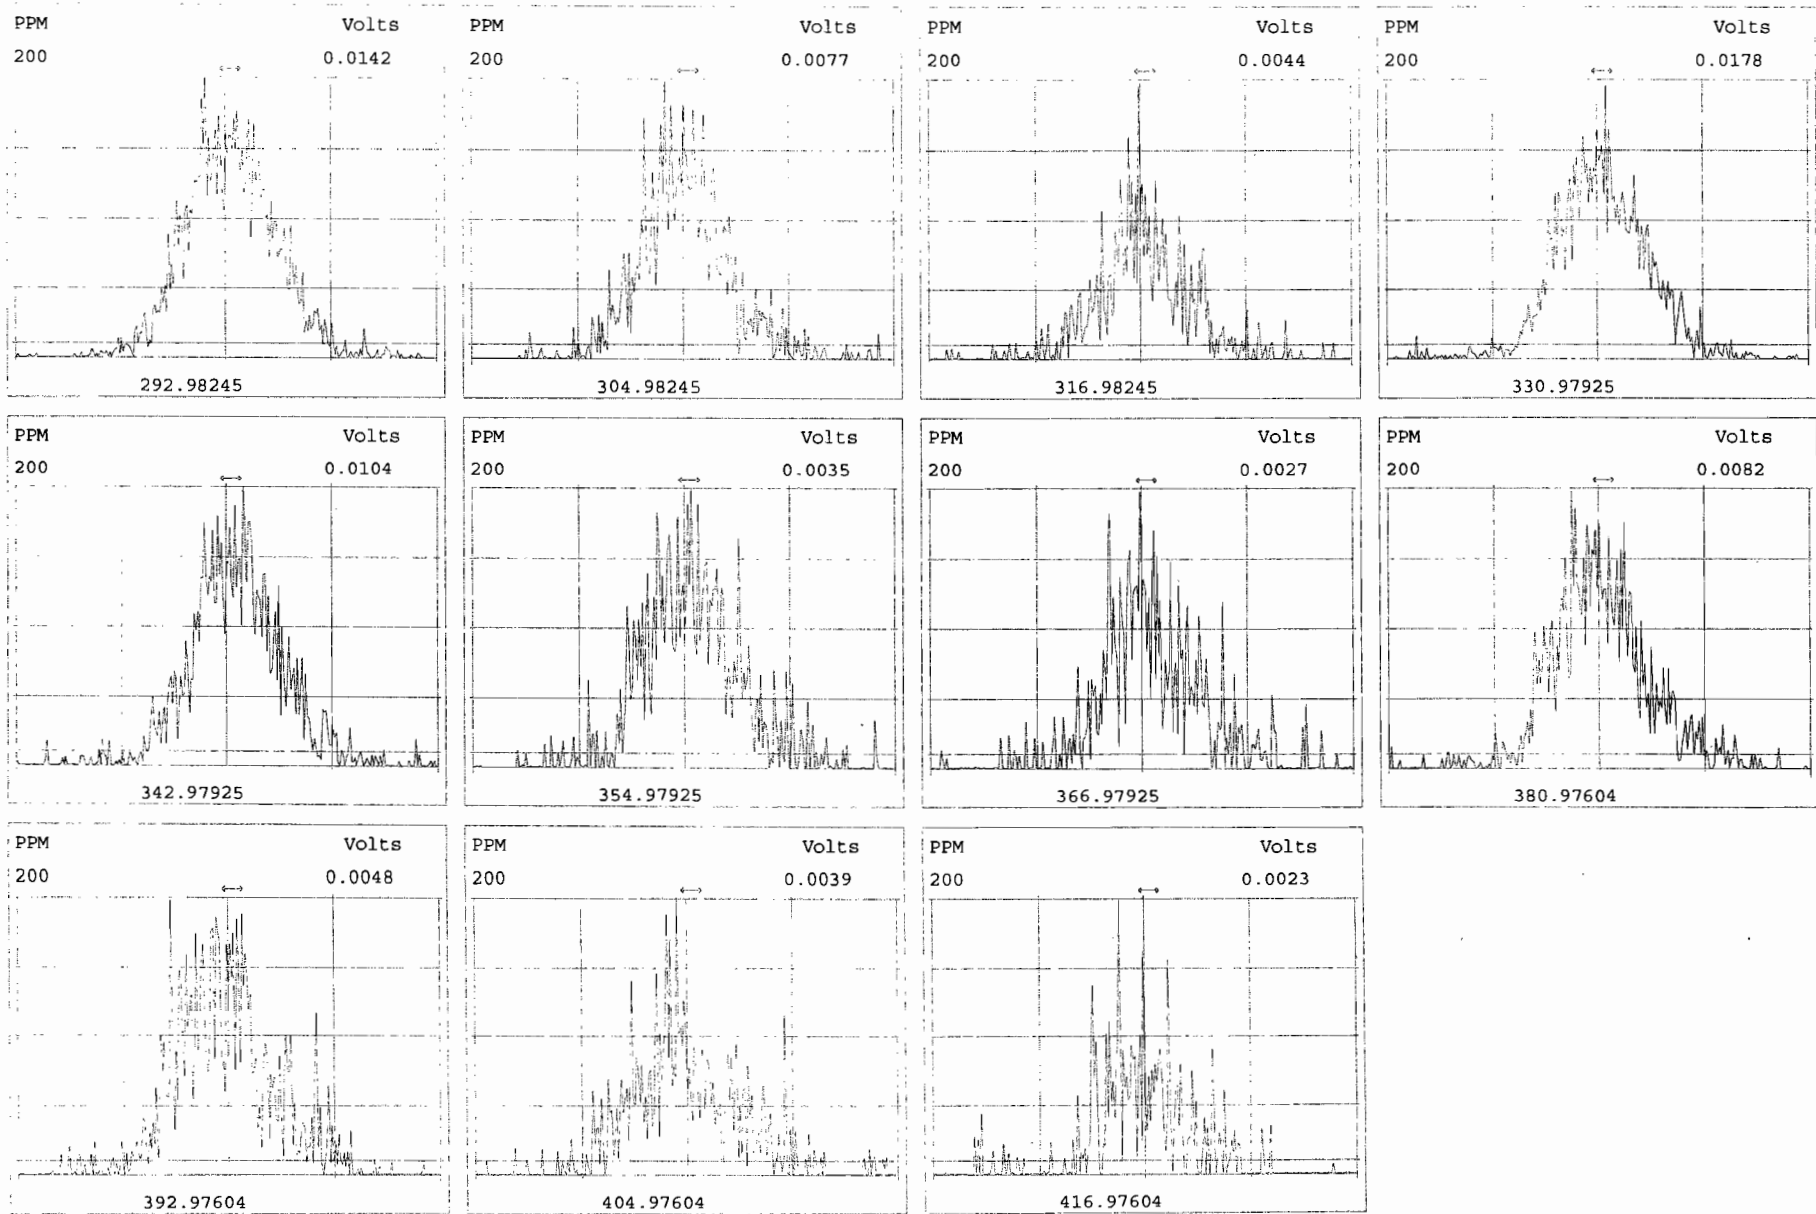 PPM Volts
200 0.0142
292.98245
PPM Volts
200 0.0077
304.98245
PPM Volts
200 0.0044
316.98245
PPM Volts
200 0.0178
330.97925
PPM Volts
200 0.0104
342.97925
PPM Volts
200 0.0035
354.97925
PPM Volts
200 0.0027
366.97925
PPM Volts
200 0.0082
380.97604
PPM Volts
200 0.0048
392.97604
PPM Volts
200 0.0039
404.97604
PPM Volts
200 0.0023
416.97604